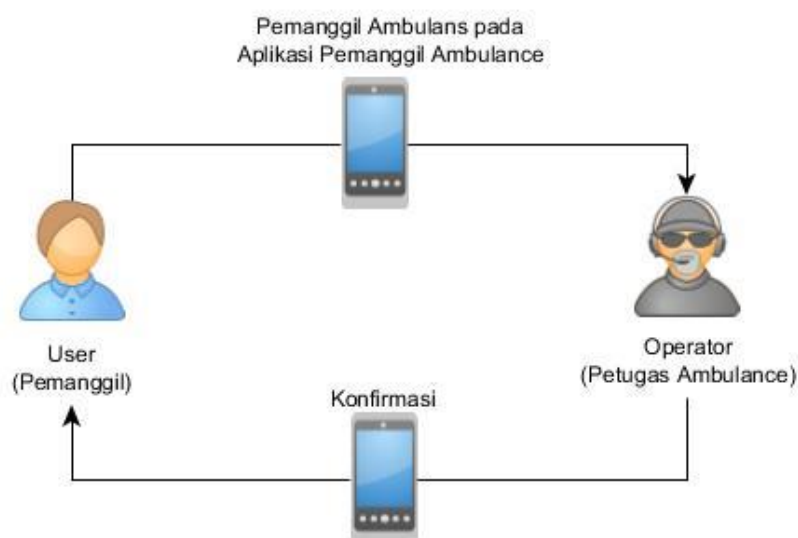 Pemanggil Ambulans pada
Aplikasi Pemanggil Ambulance
User
(Pemanggil)
Operator
(Petugas Ambulance)
Konfirmasi